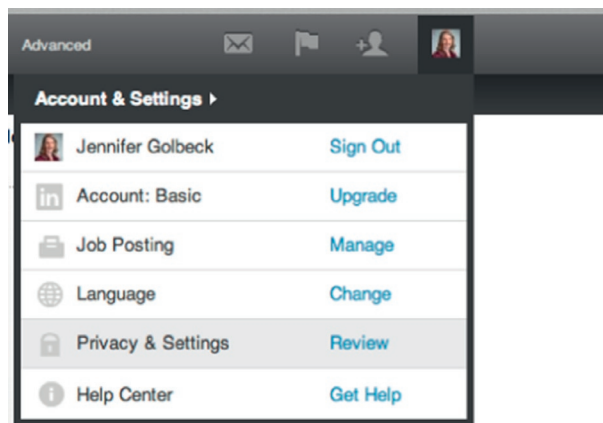 Advanced
Account & Settings ▸
Jennifer Golbeck Sign Out
in Account: Basic Upgrade
Job Posting Manage
Language Change
Privacy & Settings Review
Help Center Get Help